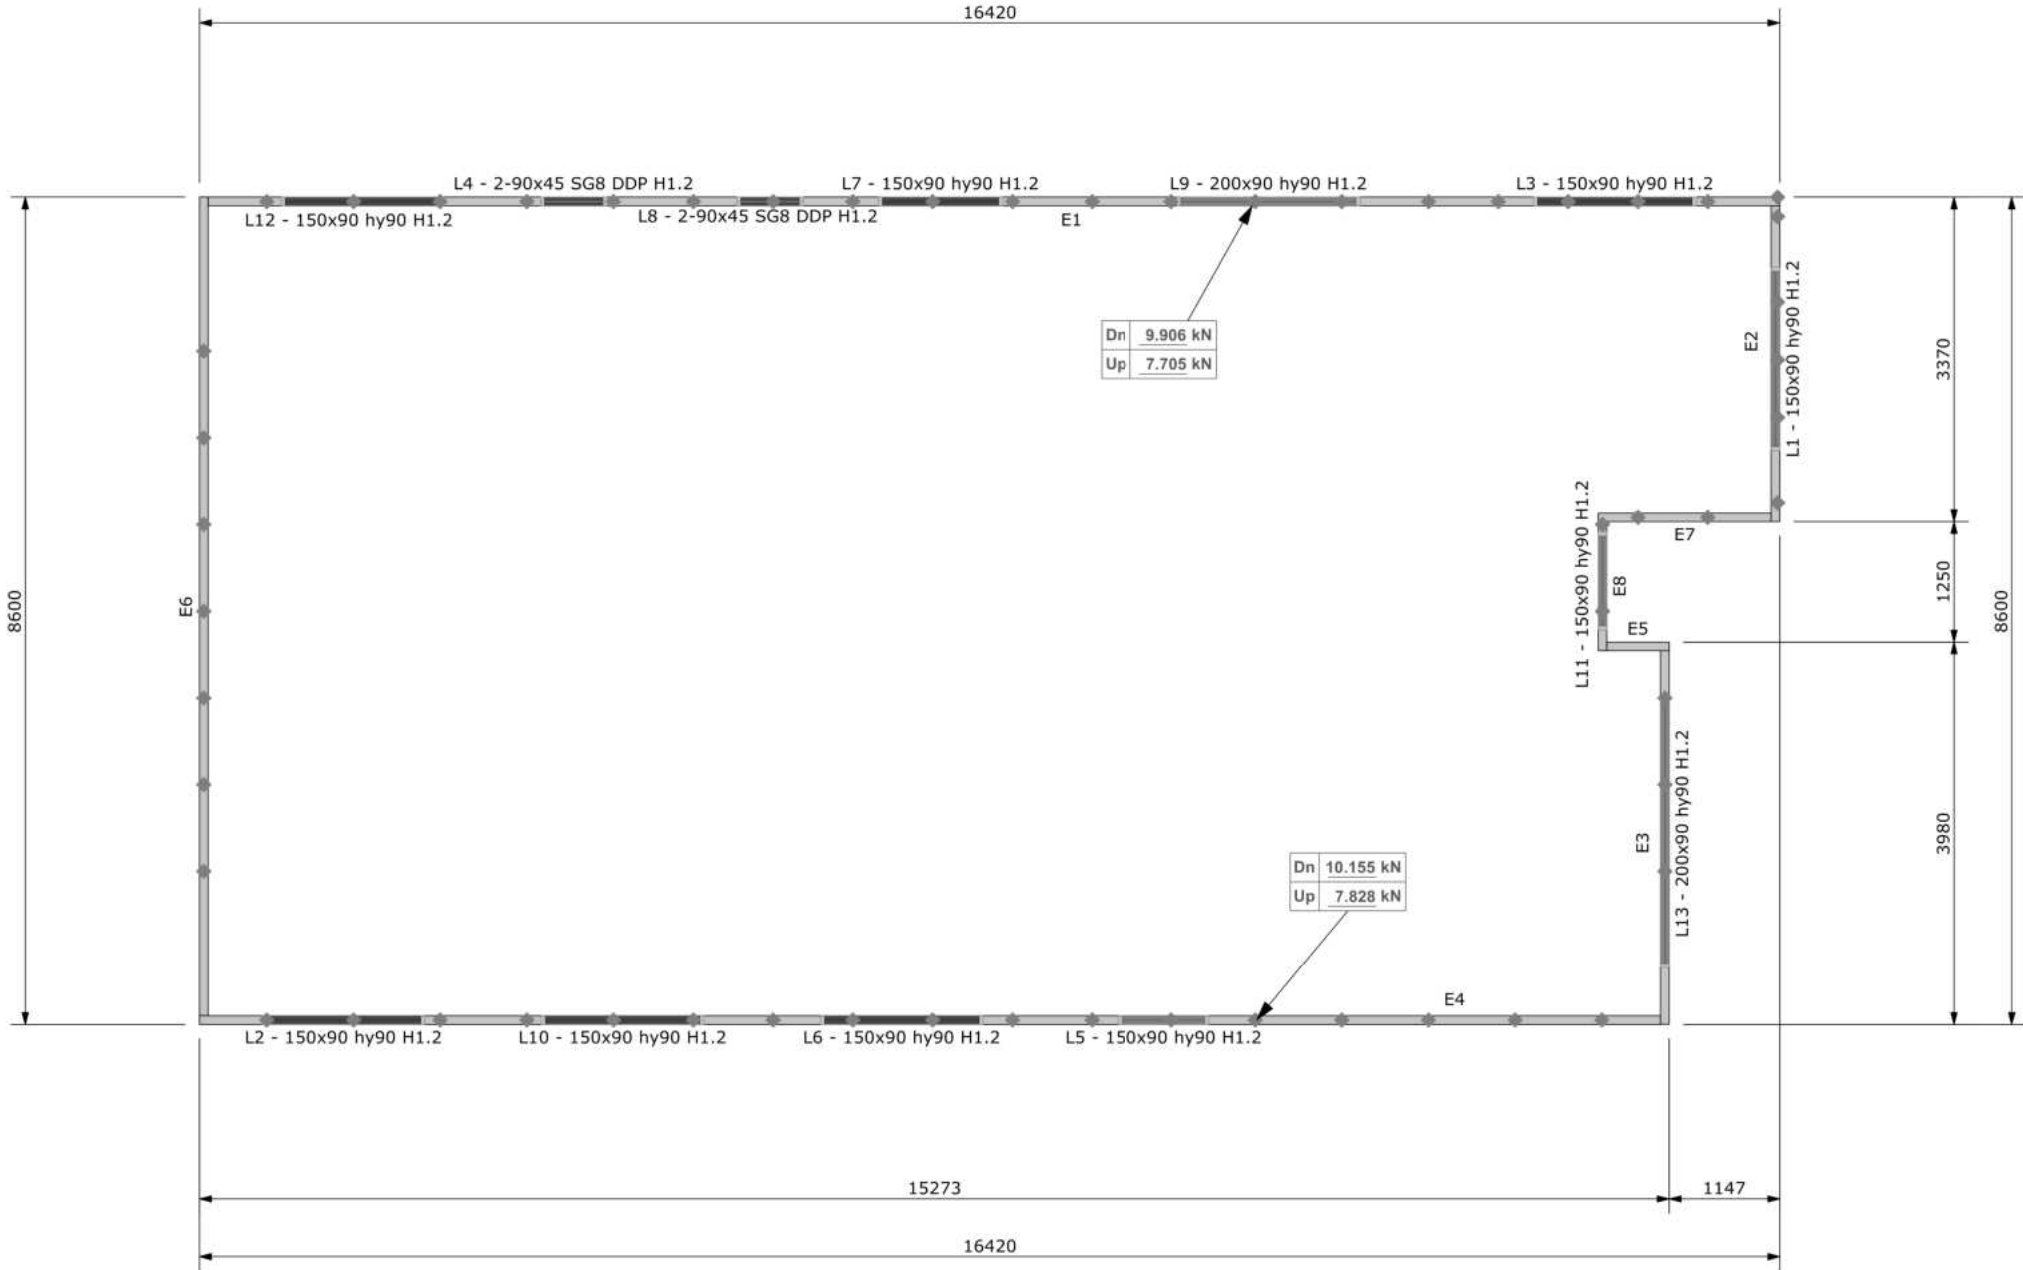 16420
L4 - 2-90x45 SG8 DDP H1.2
L7 - 150x90 hy90 H1.2
L9 - 200x90 hy90 H1.2
L3 - 150x90 hy90 H1.2
L12 - 150x90 hy90 H1.2
L8 - 2-90x45 SG8 DDP H1.2
E1
Dn 9.906 kN
Up 7.705 kN
E2
L1 - 150x90 hy90 H1.2
3370
E7
L11 - 150x90 hy90 H1.2
E8
1250
E5
8600
E6
8600
L13 - 200x90 hy90 H1.2
E3
3980
Dn 10.155 kN
Up 7.828 kN
E4
L2 - 150x90 hy90 H1.2
L10 - 150x90 hy90 H1.2
L6 - 150x90 hy90 H1.2
L5 - 150x90 hy90 H1.2
15273
1147
16420